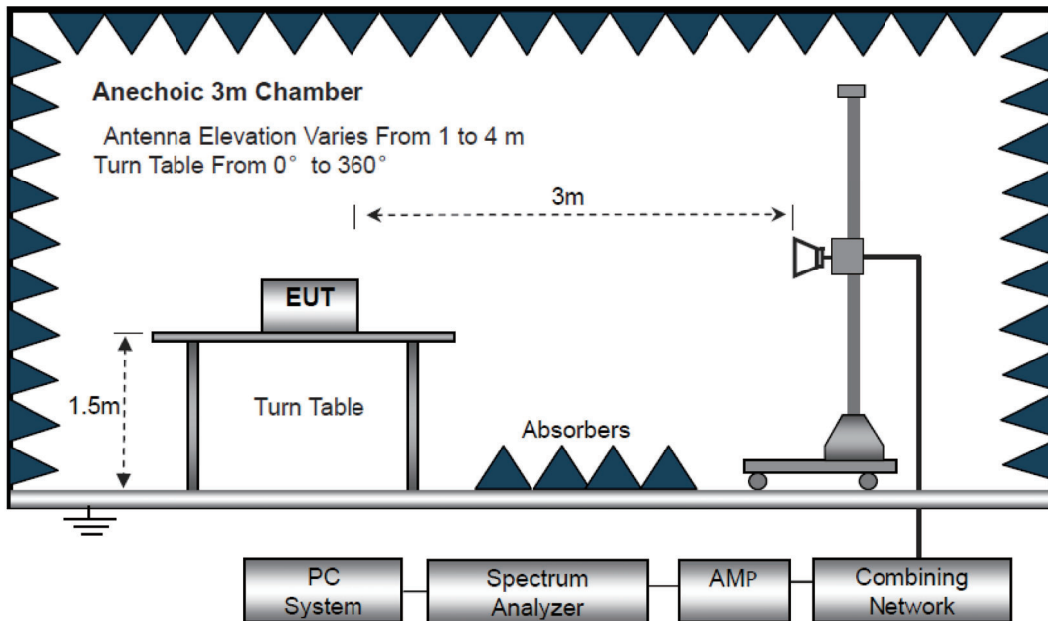 Anechoic 3m Chamber
Antenna Elevation Varies From 1 to 4 m
Turn Table From 0° to 360°
3m
EUT
1.5m
Turn Table
Absorbers
PC
System
Spectrum
Analyzer
AMP
Combining
Network